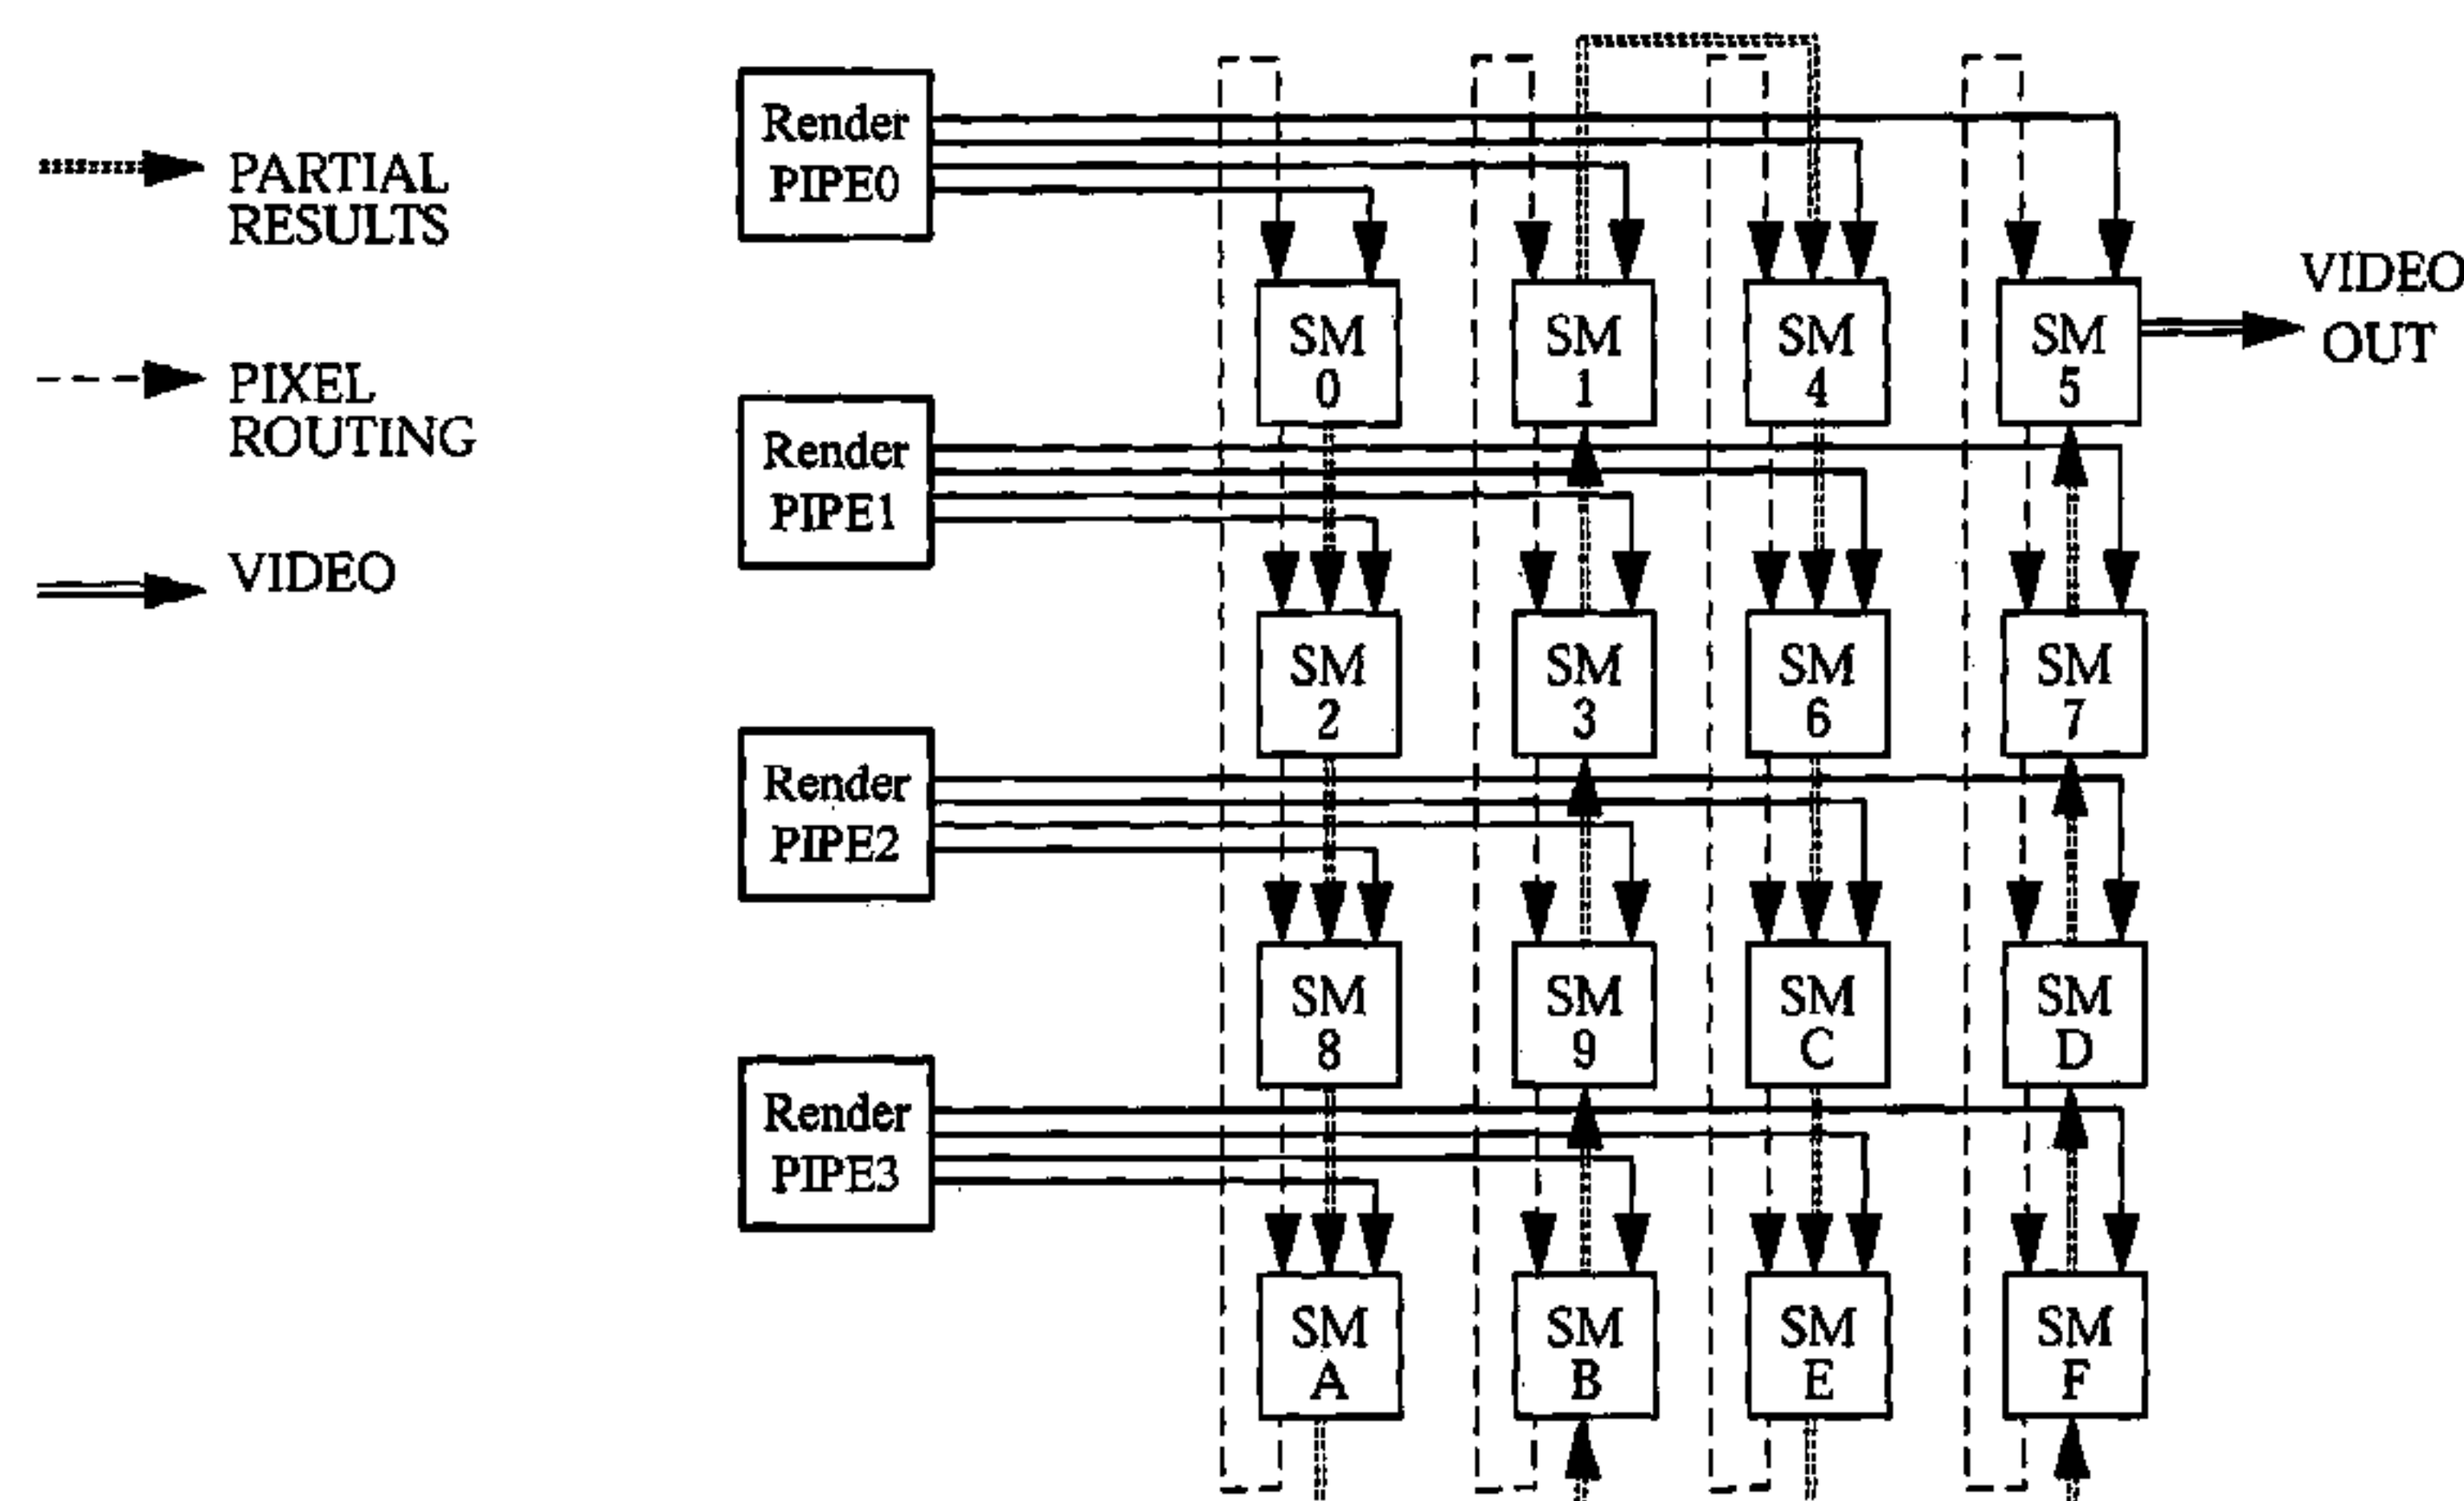 PARTIAL
RESULTS
PIXEL
ROUTING
VIDEO
Render
PIPE0
Render
PIPE1
Render
PIPE2
Render
PIPE3
SM
0
SM
1
SM
4
SM
5
VIDEO
OUT
SM
2
SM
3
SM
6
SM
7
SM
8
SM
9
SM
C
SM
D
SM
A
SM
B
SM
E
SM
F